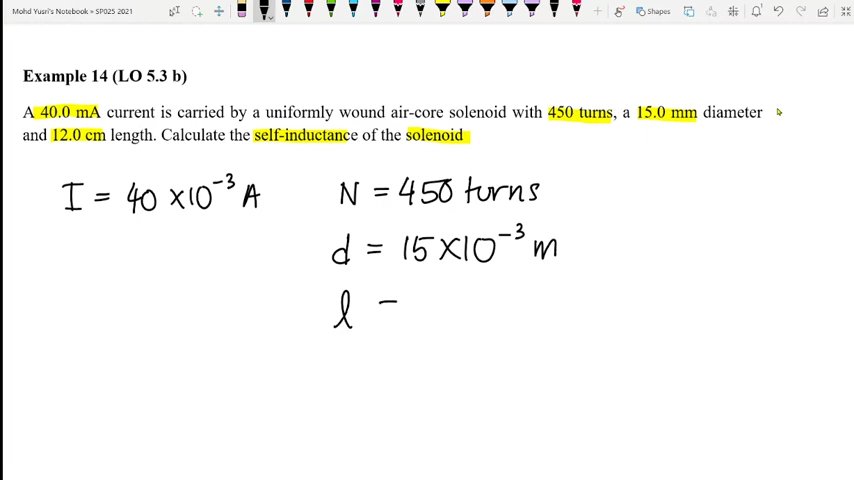 Mohd Yusri's Notebook » SP025 2021
Shapes
Example 14 (LO 5.3 b)
A 40.0 mA current is carried by a uniformly wound air-core solenoid with 450 turns, a 15.0 mm diameter
and 12.0 cm length. Calculate the self-inductance of the solenoid
I = 40 ×10⁻³ A
N = 450 turns
d = 15×10⁻³ m
l =